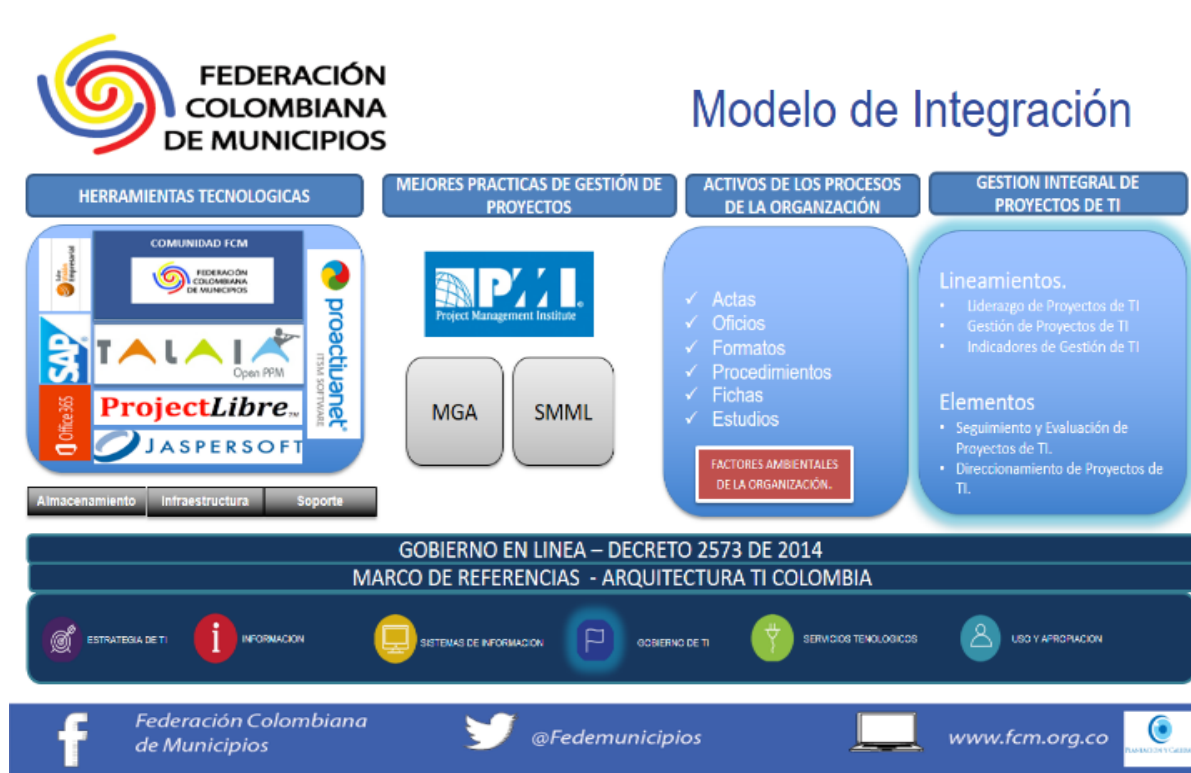 FEDERACIÓN
COLOMBIANA
DE MUNICIPIOS
Modelo de Integración
HERRAMIENTAS TECNOLOGICAS
MEJORES PRACTICAS DE GESTIÓN DE
PROYECTOS
ACTIVOS DE LOS PROCESOS
DE LA ORGANZACIÓN
GESTION INTEGRAL DE
PROYECTOS DE TI
Empresarial
COMUNIDAD FCM
FEDERACIÓN
COLOMBIANA
DE MUNICIPIOS
proactivanet
ITSM SOFTWARE
SAP
TALAIA
Open PPM
Office 365
ProjectLibre
JASPERSOFT
Almacenamiento
Infraestructura
Soporte
PMI
Project Management Institute
MGA
SMML
✓ Actas
✓ Oficios
✓ Formatos
✓ Procedimientos
✓ Fichas
✓ Estudios
FACTORES AMBIENTALES
DE LA ORGANIZACIÓN.
Lineamientos.
• Liderazgo de Proyectos de TI
• Gestión de Proyectos de TI
• Indicadores de Gestión de TI
Elementos
• Seguimiento y Evaluación de
Proyectos de TI.
• Direccionamiento de Proyectos de
TI.
GOBIERNO EN LINEA – DECRETO 2573 DE 2014
MARCO DE REFERENCIAS - ARQUITECTURA TI COLOMBIA
ESTRATEGIA DE TI
INFORMACION
SISTEMAS DE INFORMACION
GOBIERNO DE TI
SERVICIOS TENOLOGICOS
USO Y APROPIACION
Federación Colombiana
de Municipios
@Fedemunicipios
www.fcm.org.co